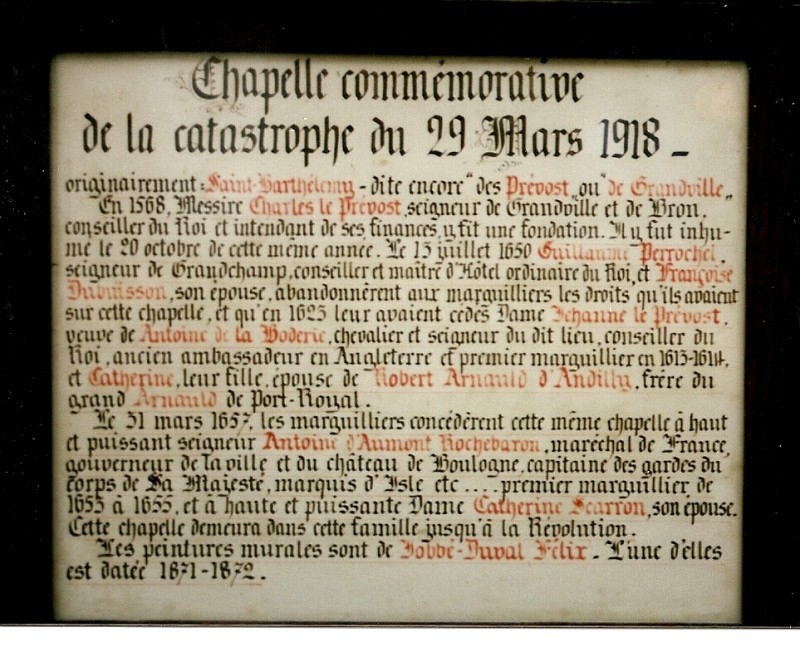 Chapelle commémorative
de la catastrophe du 29 Mars 1918 -
originairement : Saint-Barthélemy - dite encore "des Prévost" ou "de Grandville"
En 1568, Messire Charles le Prévost, seigneur de Grandville et de Bron,
conseiller du Roi et intendant de ses finances, y fit une fondation. Il y fut inhu-
mé le 20 octobre de cette même année. Le 13 juillet 1650 Guillaume Perrochel,
seigneur de Grandchamp, conseiller et maître d'Hôtel ordinaire du Roi, et Françoise
Dubuisson, son épouse, abandonnèrent aux marguilliers les droits qu'ils avaient
sur cette chapelle, et qu'en 1625 leur avaient cédés Dame Jehanne le Prévost,
veuve de Antoine de la Boderie, chevalier et seigneur du dit lieu, conseiller du
Roi, ancien ambassadeur en Angleterre et premier marguillier en 1613-1614,
et Catherine, leur fille, épouse de Robert Arnauld d'Andilly, frère du
grand Arnauld de Port-Royal.
Le 31 mars 1657, les marguilliers concédèrent cette même chapelle à haut
et puissant seigneur Antoine d'Aumont Rochebaron, maréchal de France,
gouverneur de la ville et du château de Boulogne, capitaine des gardes du
corps de Sa Majesté, marquis d'Isle etc .... premier marguillier de
1653 à 1655, et à haute et puissante Dame Catherine Scarron, son épouse.
Cette chapelle demeura dans cette famille jusqu'à la Révolution.
Les peintures murales sont de Jobbé-Duval Félix - L'une d'elles
est datée 1871-1872.